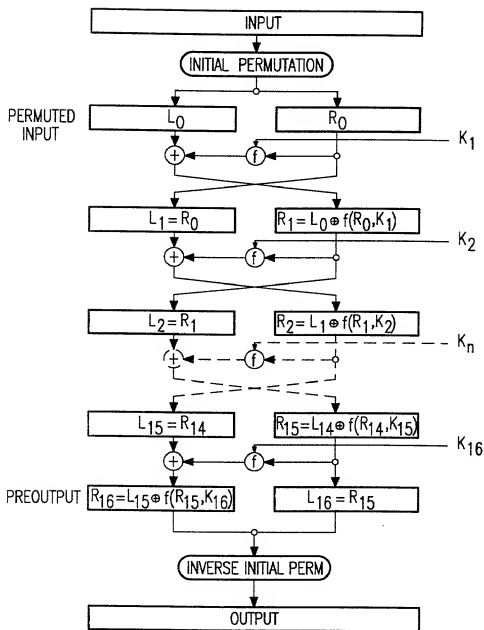 INPUT
INITIAL PERMUTATION
PERMUTED
INPUT
L0
R0
K1
+
f
L1=R0
R1=L0⊕f(R0,K1)
K2
+
f
L2=R1
R2=L1⊕f(R1,K2)
Kn
+
f
L15=R14
R15=L14⊕f(R14,K15)
K16
+
f
PREOUTPUT
R16=L15⊕f(R15,K16)
L16=R15
INVERSE INITIAL PERM
OUTPUT